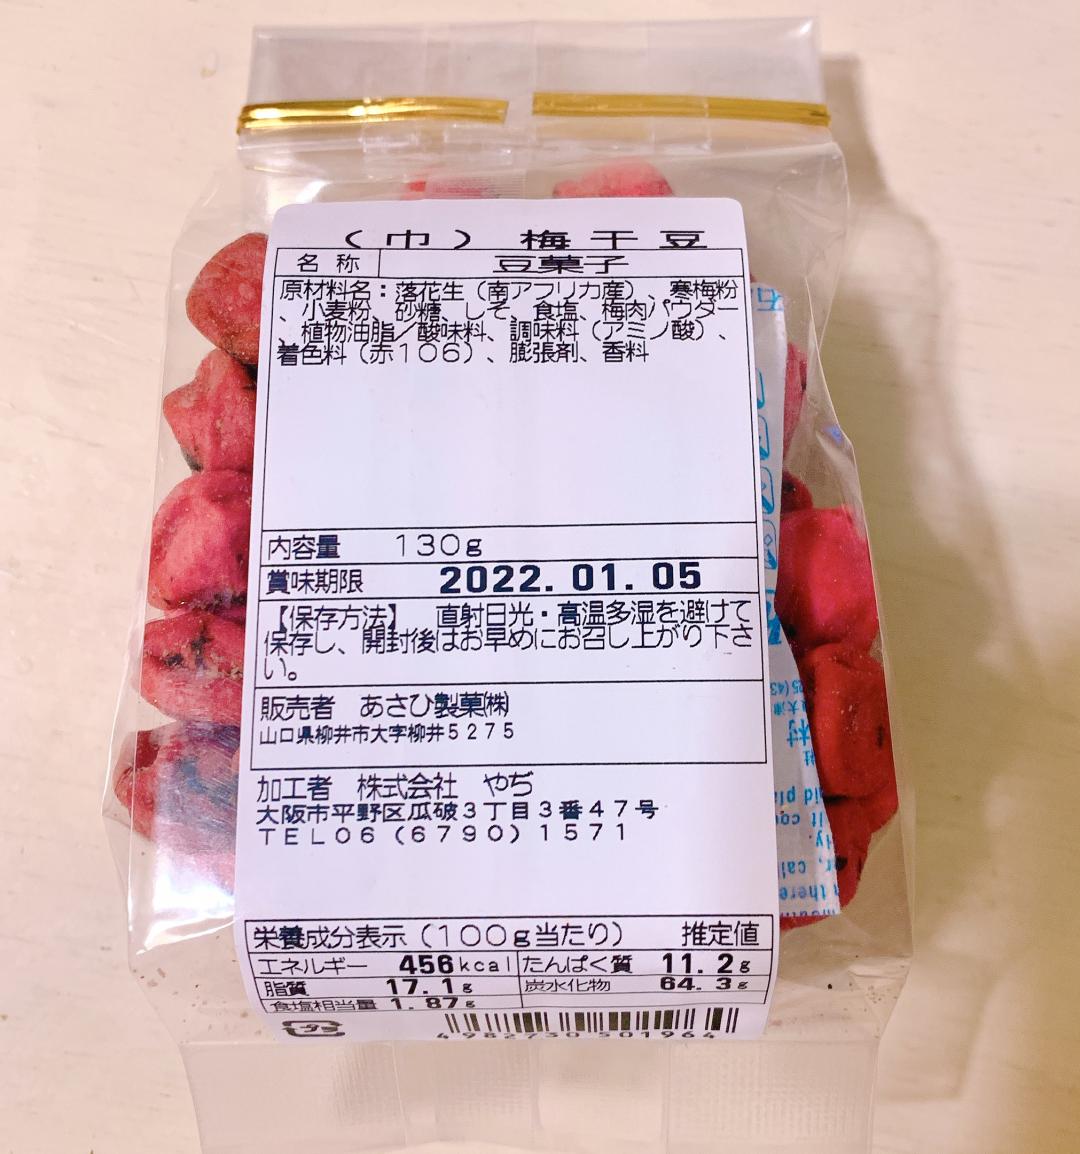 （巾）梅干豆
名称 豆菓子
原材料名：落花生（南アフリカ産）、寒梅粉
、小麦粉、砂糖、しそ、食塩、梅肉パウダー
、植物油脂／酸味料、調味料（アミノ酸）、
着色料（赤１０６）、膨張剤、香料
内容量 １３０ｇ
賞味期限 2022.01.05
【保存方法】 直射日光・高温多湿を避けて
保存し、開封後はお早めにお召し上がり下さ
い。
販売者 あさひ製菓㈱
山口県柳井市大字柳井５２７５
加工者 株式会社 やぢ
大阪市平野区瓜破３丁目３番４７号
ＴＥＬ０６（６７９０）１５７１
栄養成分表示（１００ｇ当たり） 推定値
エネルギー 456kcal たんぱく質 11.2g
脂質 17.1g 炭水化物 64.3g
食塩相当量 1.87g
プラ
4982730501964